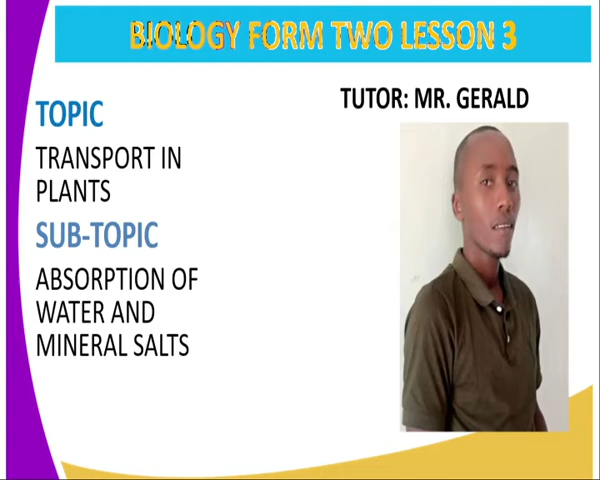 BIOLOGY FORM TWO LESSON 3
TUTOR: MR. GERALD
TOPIC
TRANSPORT IN
PLANTS
SUB-TOPIC
ABSORPTION OF
WATER AND
MINERAL SALTS